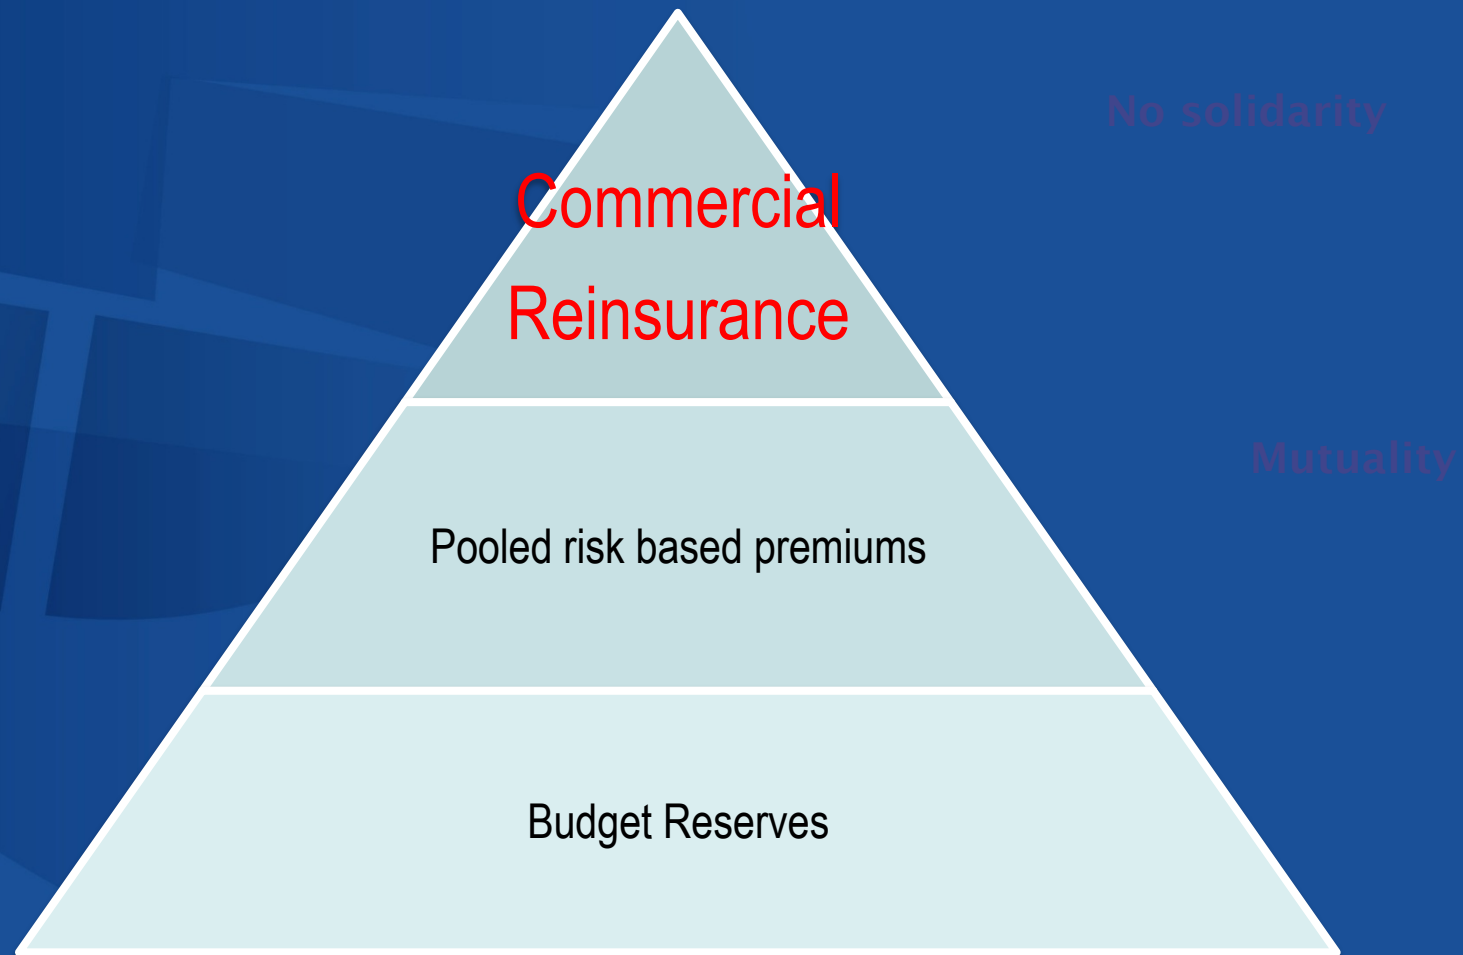 No solidarity
Commercial
Reinsurance
Mutuality
Pooled risk based premiums
Budget Reserves